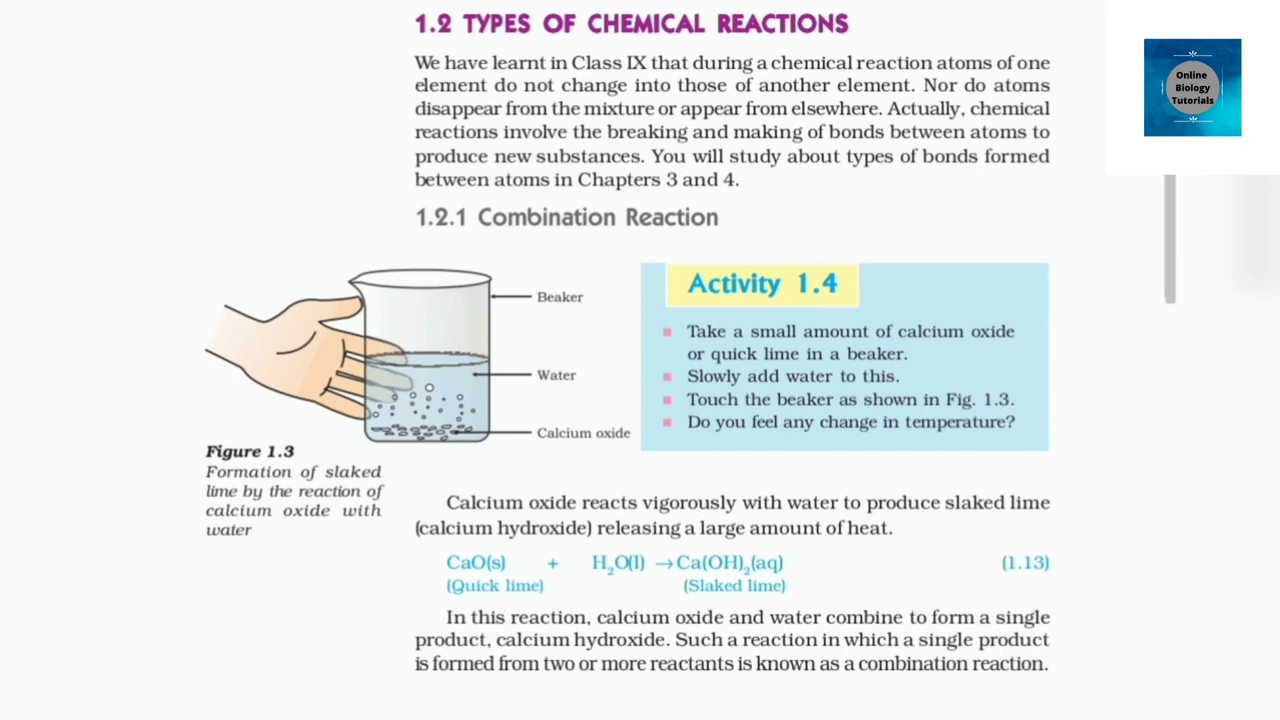 1.2 TYPES OF CHEMICAL REACTIONS
We have learnt in Class IX that during a chemical reaction atoms of one
element do not change into those of another element. Nor do atoms
disappear from the mixture or appear from elsewhere. Actually, chemical
reactions involve the breaking and making of bonds between atoms to
produce new substances. You will study about types of bonds formed
between atoms in Chapters 3 and 4.
1.2.1 Combination Reaction
Beaker
Water
Calcium oxide
Figure 1.3
Formation of slaked
lime by the reaction of
calcium oxide with
water
Activity 1.4
Take a small amount of calcium oxide
or quick lime in a beaker.
Slowly add water to this.
Touch the beaker as shown in Fig. 1.3.
Do you feel any change in temperature?
Calcium oxide reacts vigorously with water to produce slaked lime
(calcium hydroxide) releasing a large amount of heat.
CaO(s) + H₂O(l) → Ca(OH)₂(aq) (1.13)
(Quick lime) (Slaked lime)
In this reaction, calcium oxide and water combine to form a single
product, calcium hydroxide. Such a reaction in which a single product
is formed from two or more reactants is known as a combination reaction.
Online
Biology
Tutorials